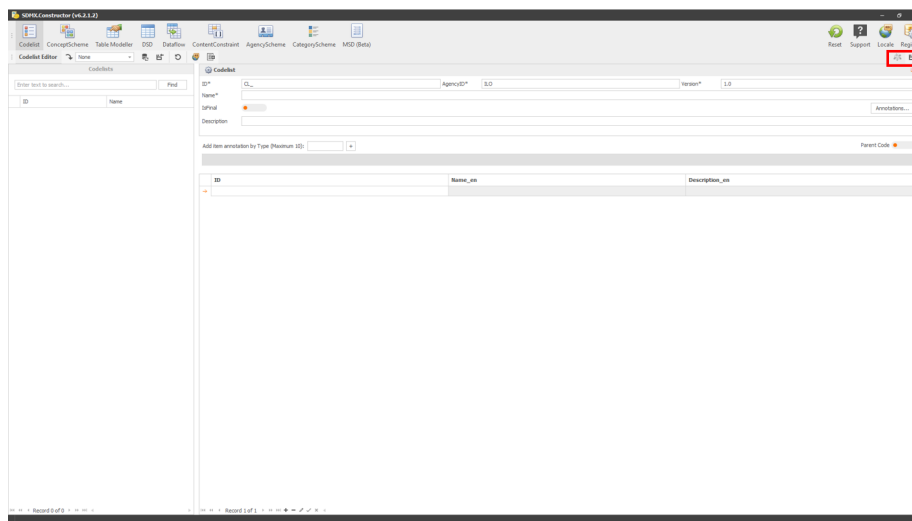 SDMX.Constructor (v6.2.1.2)
Codelist ConceptScheme Table Modeller DSD Dataflow ContentConstraint AgencyScheme CategoryScheme MSD (Beta) Reset Support Locale
Codelist Editor None
Codelists
Codelist
Enter text to search... Find
ID Name
ID* CL_ AgencyID* ILO Version* 1.0
Name*
IsFinal Annotations...
Description
Add item annotation by Type (Maximum 10): + Parent Code
ID Name_en Description_en
Record 0 of 0
Record 1 of 1